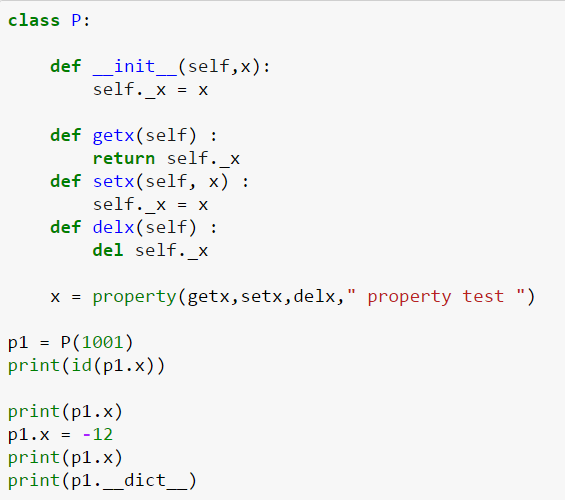 class P:
    def __init__(self,x):
        self._x = x
    def getx(self) :
        return self._x
    def setx(self, x) :
        self._x = x
    def delx(self) :
        del self._x
    x = property(getx,setx,delx," property test ")
p1 = P(1001)
print(id(p1.x))
print(p1.x)
p1.x = -12
print(p1.x)
print(p1.__dict__)